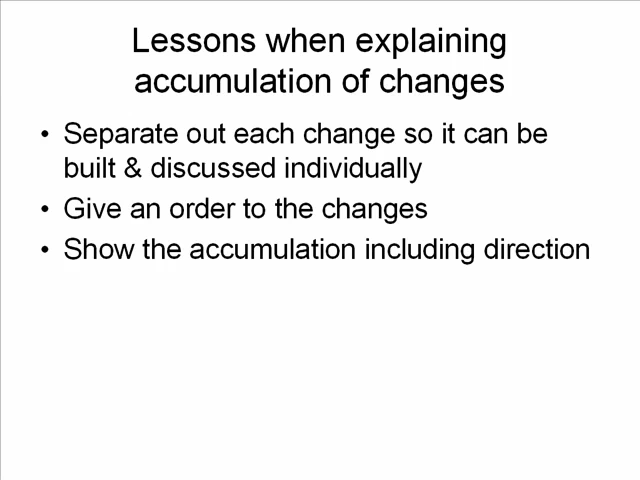 Lessons when explaining
accumulation of changes
• Separate out each change so it can be
built & discussed individually
• Give an order to the changes
• Show the accumulation including direction